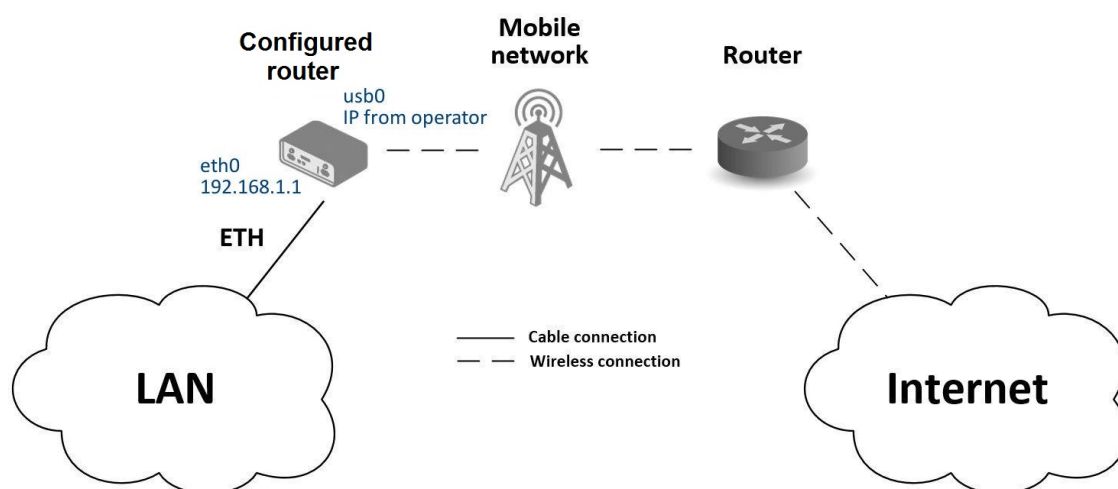 Configured
router
Mobile
network
Router
usb0
IP from operator
eth0
192.168.1.1
ETH
Cable connection
Wireless connection
LAN
Internet